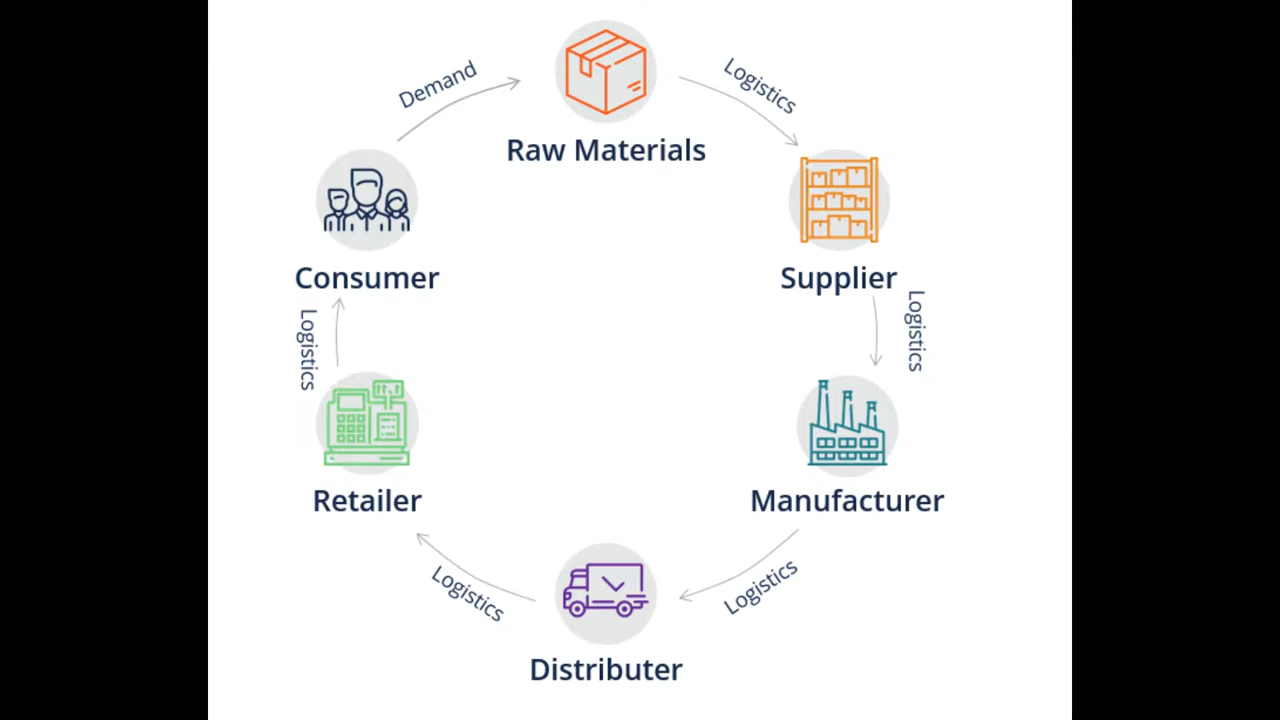 Demand
Logistics
Raw Materials
Consumer
Supplier
Logistics
Logistics
Retailer
Manufacturer
Logistics
Logistics
Distributer